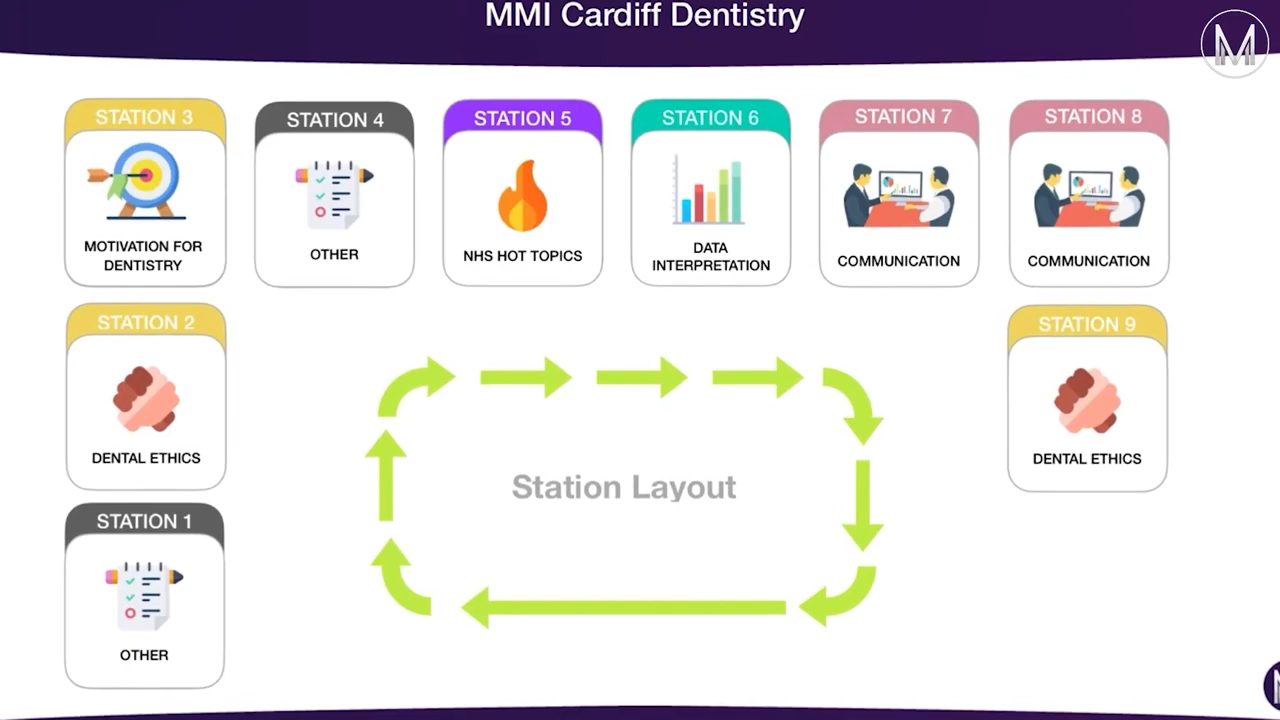 MMI Cardiff Dentistry
M
STATION 3
MOTIVATION FOR
DENTISTRY
STATION 4
OTHER
STATION 5
NHS HOT TOPICS
STATION 6
DATA
INTERPRETATION
STATION 7
COMMUNICATION
STATION 8
COMMUNICATION
STATION 2
DENTAL ETHICS
STATION 9
DENTAL ETHICS
Station Layout
STATION 1
OTHER